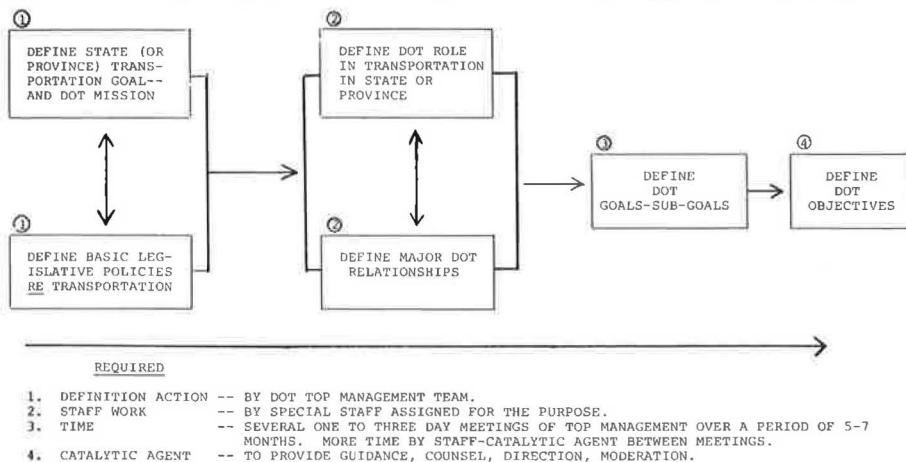 ①
DEFINE STATE (OR
PROVINCE) TRANS-
PORTATION GOAL--
AND DOT MISSION
①
DEFINE BASIC LEG-
ISLATIVE POLICIES
RE TRANSPORTATION
②
DEFINE DOT ROLE
IN TRANSPORTATION
IN STATE OR
PROVINCE
②
DEFINE MAJOR DOT
RELATIONSHIPS
③
DEFINE
DOT
GOALS-SUB-GOALS
④
DEFINE
DOT
OBJECTIVES
REQUIRED
1. DEFINITION ACTION -- BY DOT TOP MANAGEMENT TEAM.
2. STAFF WORK -- BY SPECIAL STAFF ASSIGNED FOR THE PURPOSE.
3. TIME -- SEVERAL ONE TO THREE DAY MEETINGS OF TOP MANAGEMENT OVER A PERIOD OF 5-7
MONTHS. MORE TIME BY STAFF-CATALYTIC AGENT BETWEEN MEETINGS.
4. CATALYTIC AGENT -- TO PROVIDE GUIDANCE, COUNSEL, DIRECTION, MODERATION.